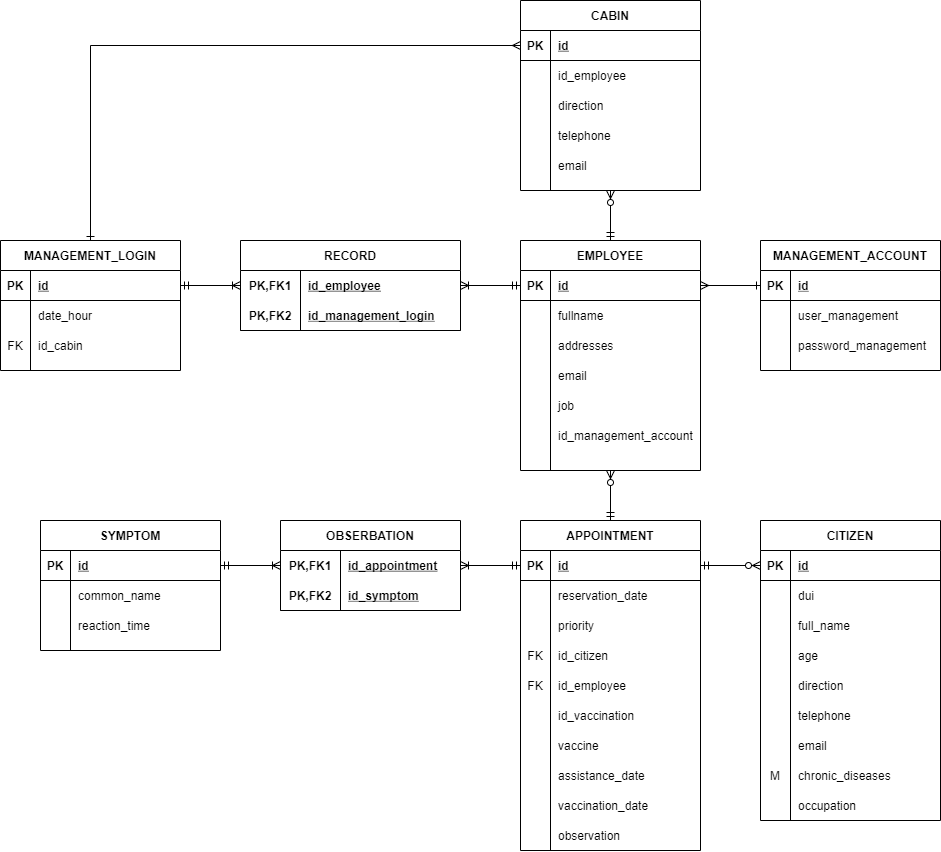 CABIN
PK id
id_employee
direction
telephone
email
MANAGEMENT_LOGIN
PK id
date_hour
FK id_cabin
RECORD
PK,FK1 id_employee
PK,FK2 id_management_login
EMPLOYEE
PK id
fullname
addresses
email
job
id_management_account
MANAGEMENT_ACCOUNT
PK id
user_management
password_management
SYMPTOM
PK id
common_name
reaction_time
OBSERBATION
PK,FK1 id_appointment
PK,FK2 id_symptom
APPOINTMENT
PK id
reservation_date
priority
FK id_citizen
FK id_employee
id_vaccination
vaccine
assistance_date
vaccination_date
observation
CITIZEN
PK id
dui
full_name
age
direction
telephone
email
M chronic_diseases
occupation